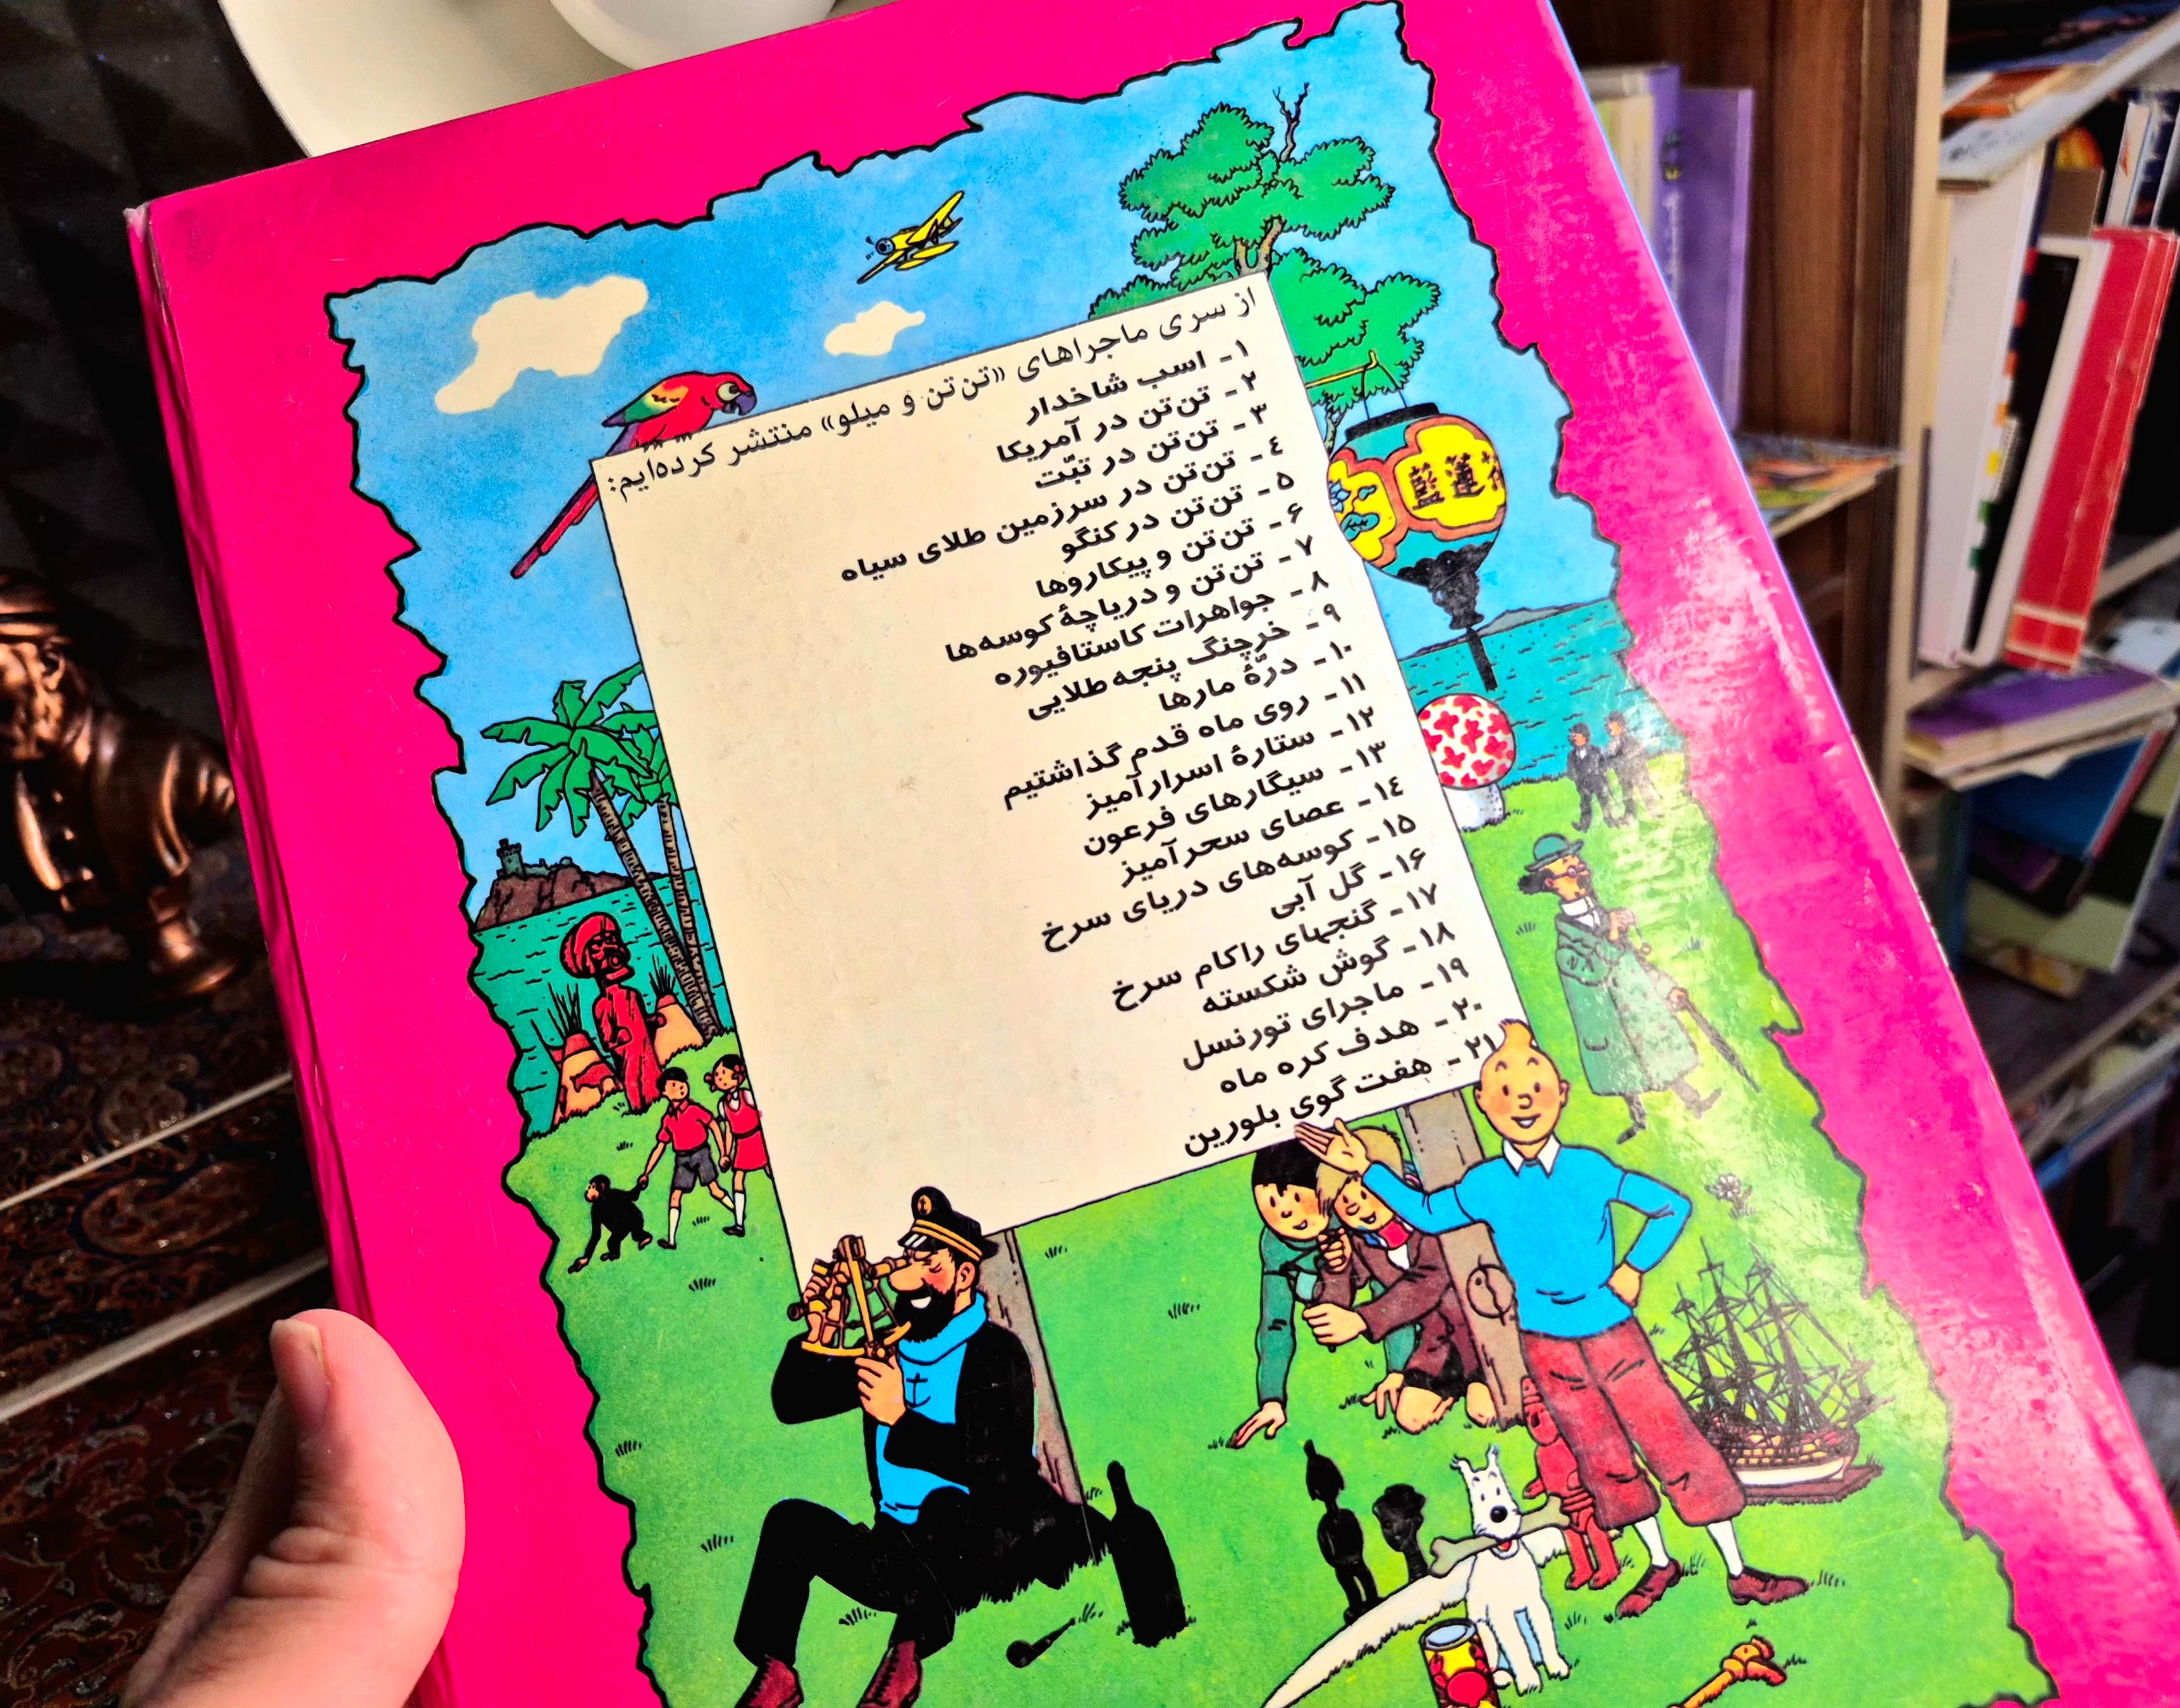 از سری ماجراهای «تن‌تن و میلو» منتشر کرده‌ایم:
۱- اسب شاخدار
۲- تن‌تن در آمریکا
۳- تن‌تن در تبّت
٤- تن‌تن در سرزمین طلای سیاه
۵- تن‌تن در کنگو
۶- تن‌تن و پیکاروها
۷- تن‌تن و دریاچهٔ کوسه‌ها
۸- جواهرات کاستافیوره
۹- خرچنگ پنجه طلایی
۱۰- درّهٔ مارها
۱۱- روی ماه قدم گذاشتیم
۱۲- ستارهٔ اسرارآمیز
۱۳- سیگارهای فرعون
۱٤- عصای سحرآمیز
۱۵- کوسه‌های دریای سرخ
۱۶- گل آبی
۱۷- گنجهای راکام سرخ
۱۸- گوش شکسته
۱۹- ماجرای تورنسل
۲۰- هدف کره ماه
۲۱- هفت گوی بلورین